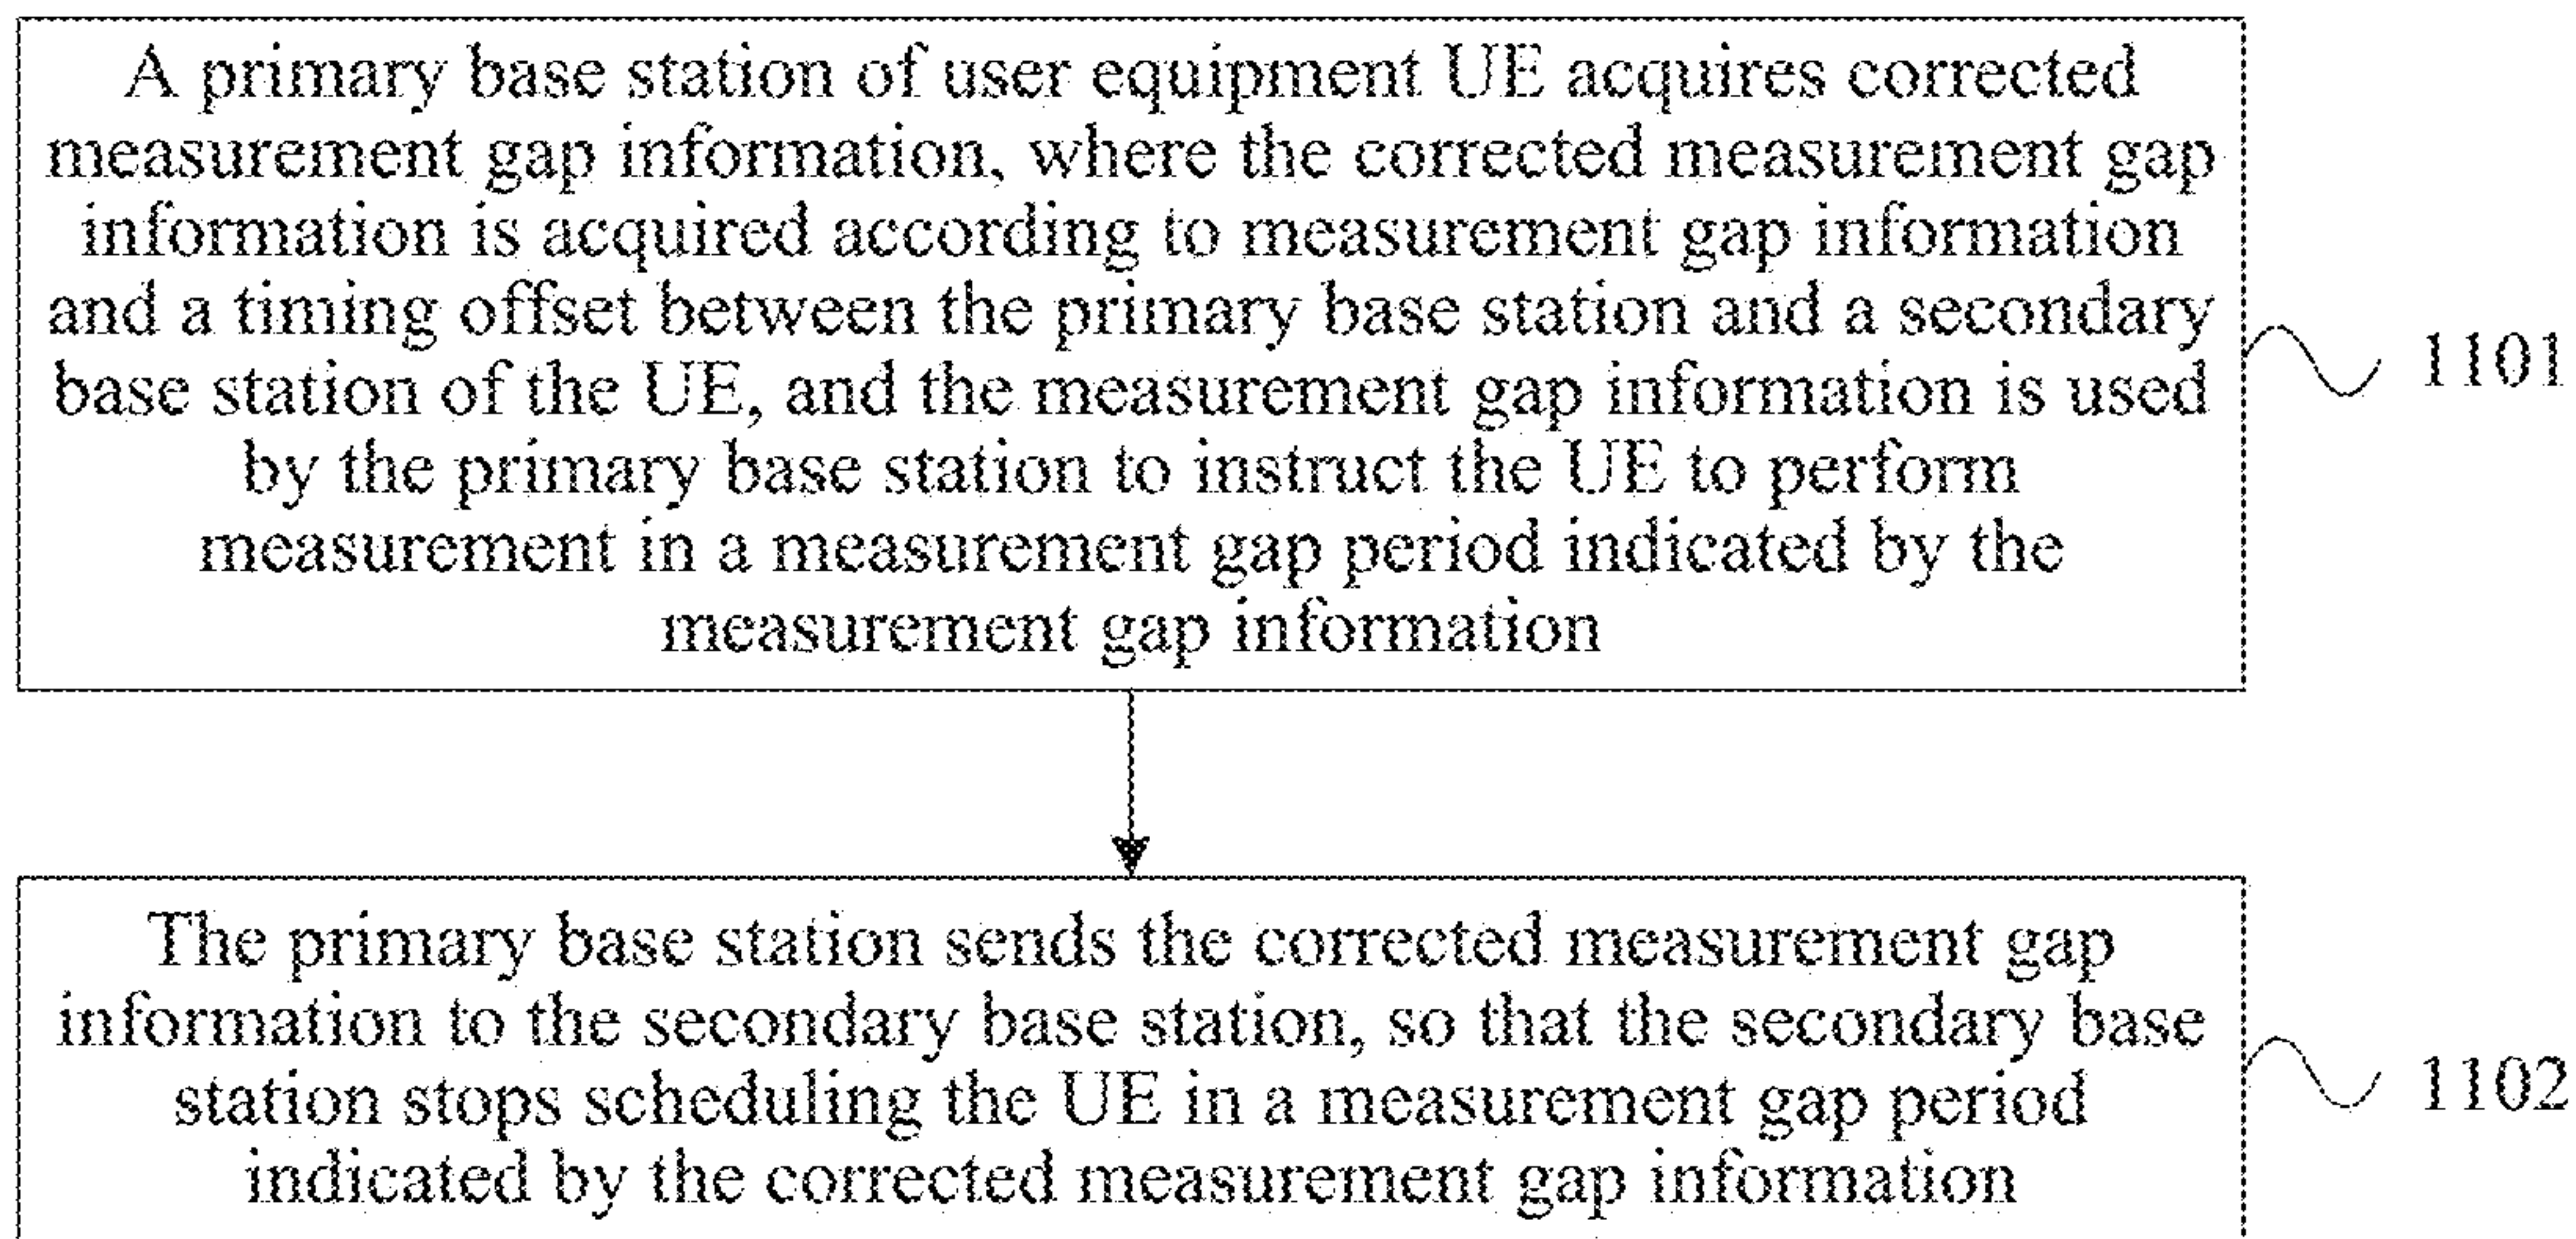 A primary base station of user equipment UE acquires corrected
measurement gap information, where the corrected measurement gap
information is acquired according to measurement gap information
and a timing offset between the primary base station and a secondary
base station of the UE, and the measurement gap information is used
by the primary base station to instruct the UE to perform
measurement in a measurement gap period indicated by the
measurement gap information
1101
The primary base station sends the corrected measurement gap
information to the secondary base station, so that the secondary base
station stops scheduling the UE in a measurement gap period
indicated by the corrected measurement gap information
1102